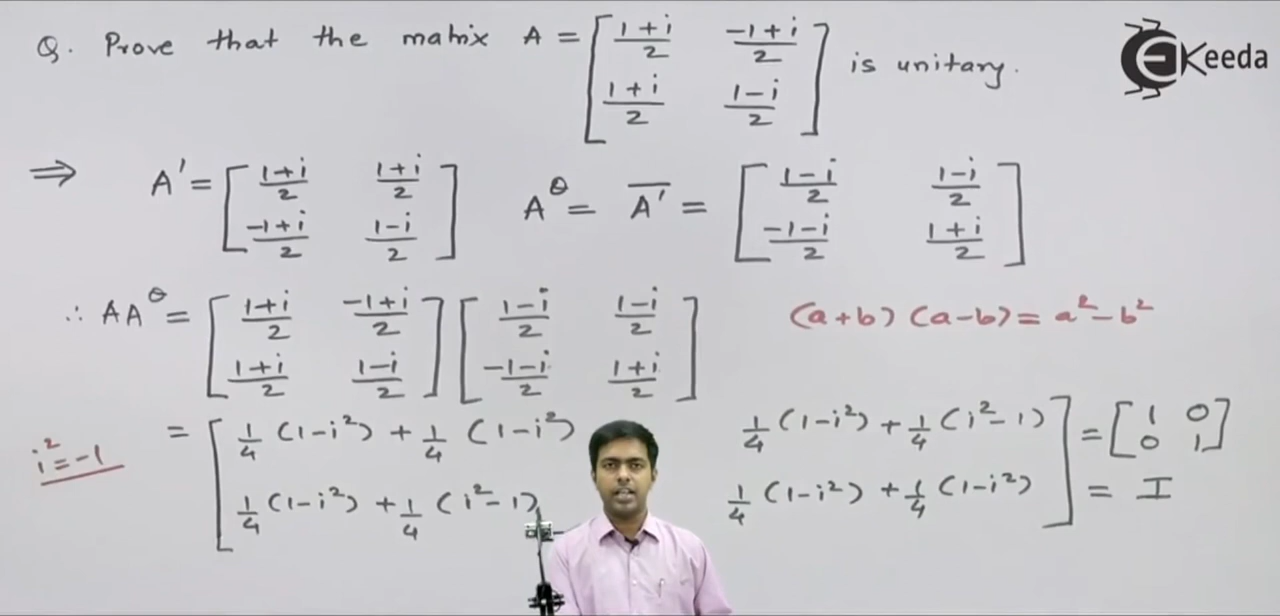 Q. Prove that the matrix A = [ (1+i)/2 (-1+i)/2 ; (1+i)/2 (1-i)/2 ] is unitary.
EKeeda
⇒ A' = [ (1+i)/2 (1+i)/2 ; (-1+i)/2 (1-i)/2 ] A^θ = \overline{A'} = [ (1-i)/2 (1-i)/2 ; (-1-i)/2 (1+i)/2 ]
∴ AA^θ = [ (1+i)/2 (-1+i)/2 ; (1+i)/2 (1-i)/2 ] [ (1-i)/2 (1-i)/2 ; (-1-i)/2 (1+i)/2 ] (a+b) (a-b) = a² - b²
i² = -1
= [ 1/4 (1-i²) + 1/4 (1-i²) 1/4 (1-i²) + 1/4 (i²-1) ; 1/4 (1-i²) + 1/4 (i²-1) 1/4 (1-i²) + 1/4 (1-i²) ] = [ 1 0 ; 0 1 ]
= I